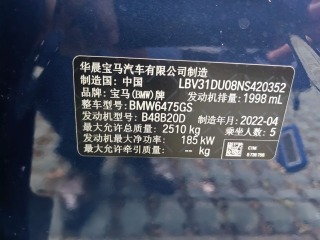 华晨宝马汽车有限公司制造
制造国：中国 LBV31DU08NS420352
品牌：宝马(BMW)牌 发动机排量：1998 mL
整车型号：BMW6475GS
发动机型号：B48B20D 制造年月：2022-04
最大允许总质量：2510 kg 乘坐人数：5
发动机最大净功率：185 kW
最大允许牵引质量：-- kg